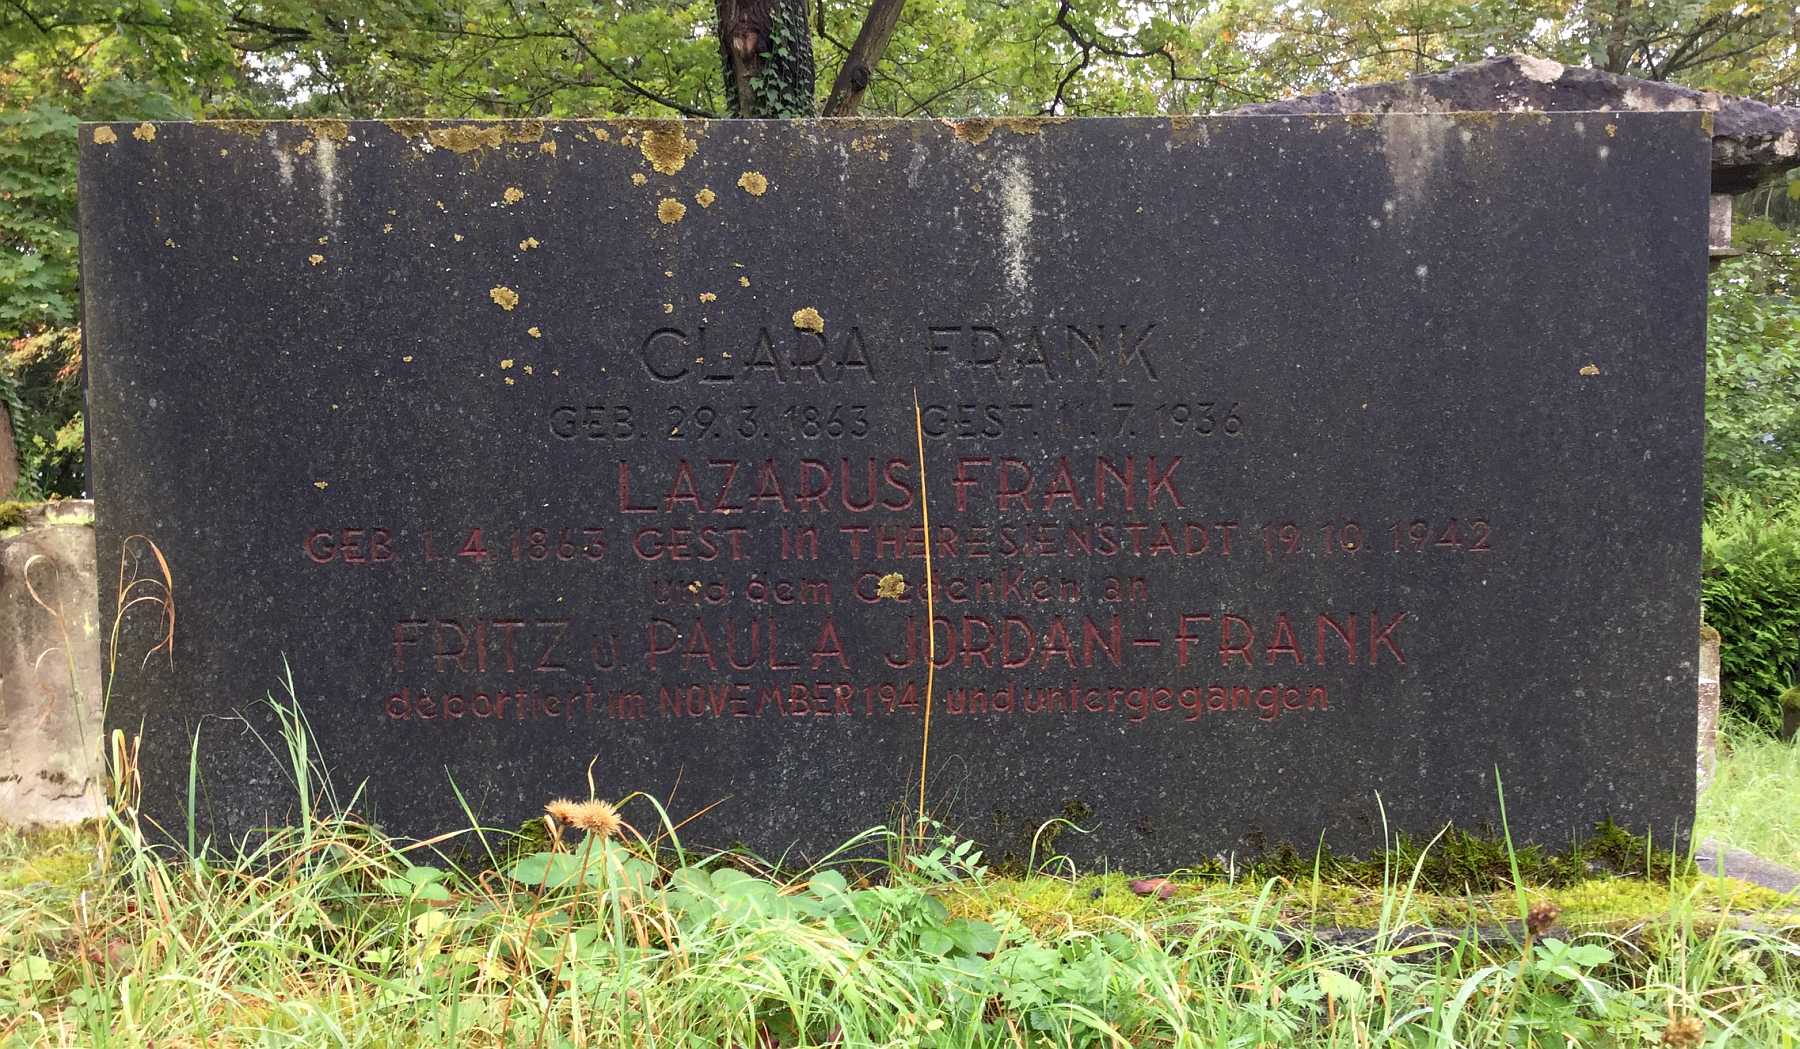 CLARA FRANK
GEB. 29. 3. 1863 GEST. 11. 7. 1936
LAZARUS FRANK
GEB. 1. 4. 1863 GEST. IN THERESIENSTADT 19. 10. 1942
und dem Gedenken an
FRITZ u. PAULA JORDAN-FRANK
deportiert im NOVEMBER 1941 und untergegangen